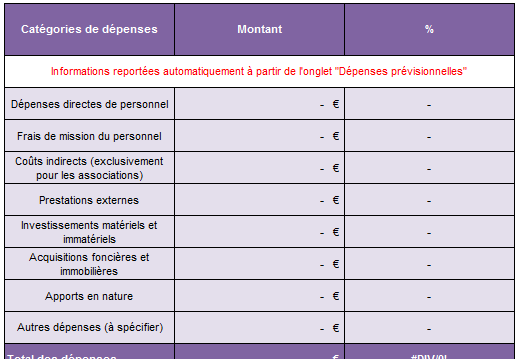 Catégories de dépenses Montant %
Informations reportées automatiquement à partir de l'onglet "Dépenses prévisionnelles"
Dépenses directes de personnel - € -
Frais de mission du personnel - € -
Coûts indirects (exclusivement
pour les associations) - € -
Prestations externes - € -
Investissements matériels et
immatériels - € -
Acquisitions foncières et
immobilières - € -
Apports en nature - € -
Autres dépenses (à spécifier) - € -
Total des dépenses - € #DIV/0!